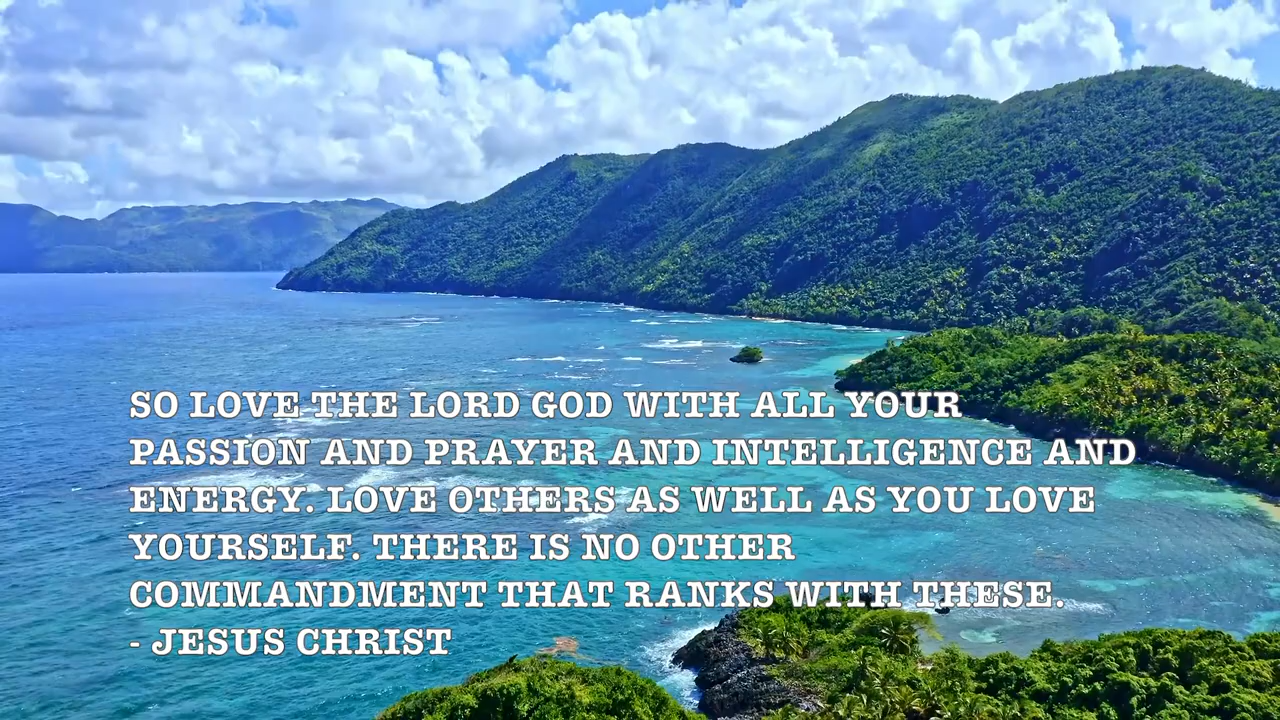 SO LOVE THE LORD GOD WITH ALL YOUR
PASSION AND PRAYER AND INTELLIGENCE AND
ENERGY. LOVE OTHERS AS WELL AS YOU LOVE
YOURSELF. THERE IS NO OTHER
COMMANDMENT THAT RANKS WITH THESE.
- JESUS CHRIST